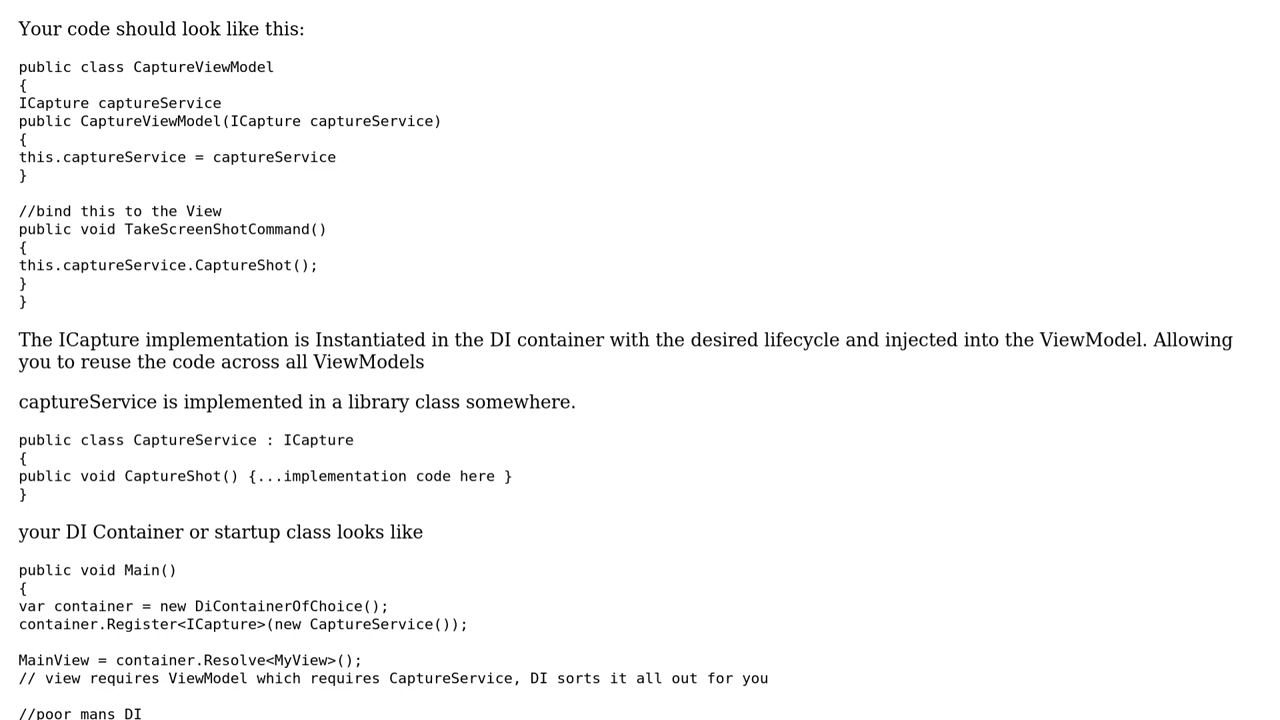 Your code should look like this:
public class CaptureViewModel
{
ICapture captureService
public CaptureViewModel(ICapture captureService)
{
this.captureService = captureService
}
//bind this to the View
public void TakeScreenShotCommand()
{
this.captureService.CaptureShot();
}
}
The ICapture implementation is Instantiated in the DI container with the desired lifecycle and injected into the ViewModel. Allowing
you to reuse the code across all ViewModels
captureService is implemented in a library class somewhere.
public class CaptureService : ICapture
{
public void CaptureShot() {...implementation code here }
}
your DI Container or startup class looks like
public void Main()
{
var container = new DiContainerOfChoice();
container.Register<ICapture>(new CaptureService());
MainView = container.Resolve<MyView>();
// view requires ViewModel which requires CaptureService, DI sorts it all out for you
//poor mans DI